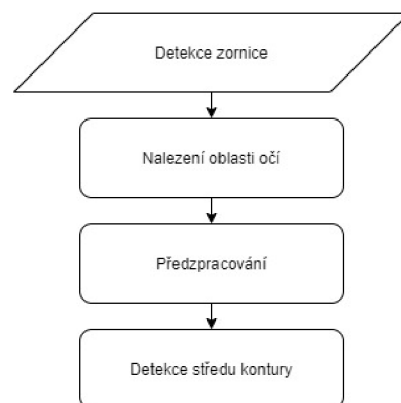 Detekce zornice
Nalezení oblasti očí
Předzpracování
Detekce středu kontury